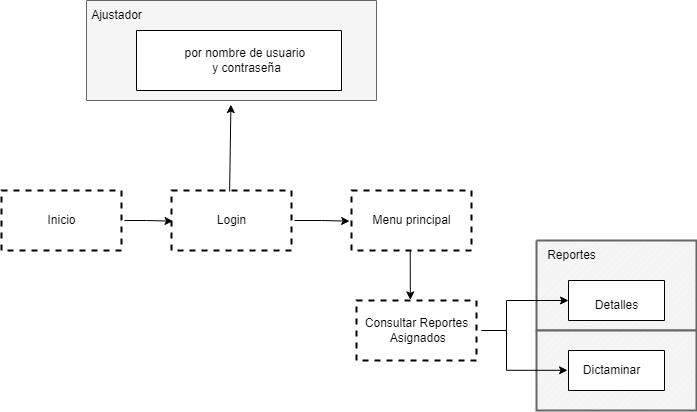 Ajustador
por nombre de usuario
y contraseña
Inicio
Login
Menu principal
Reportes
Detalles
Consultar Reportes
Asignados
Dictaminar